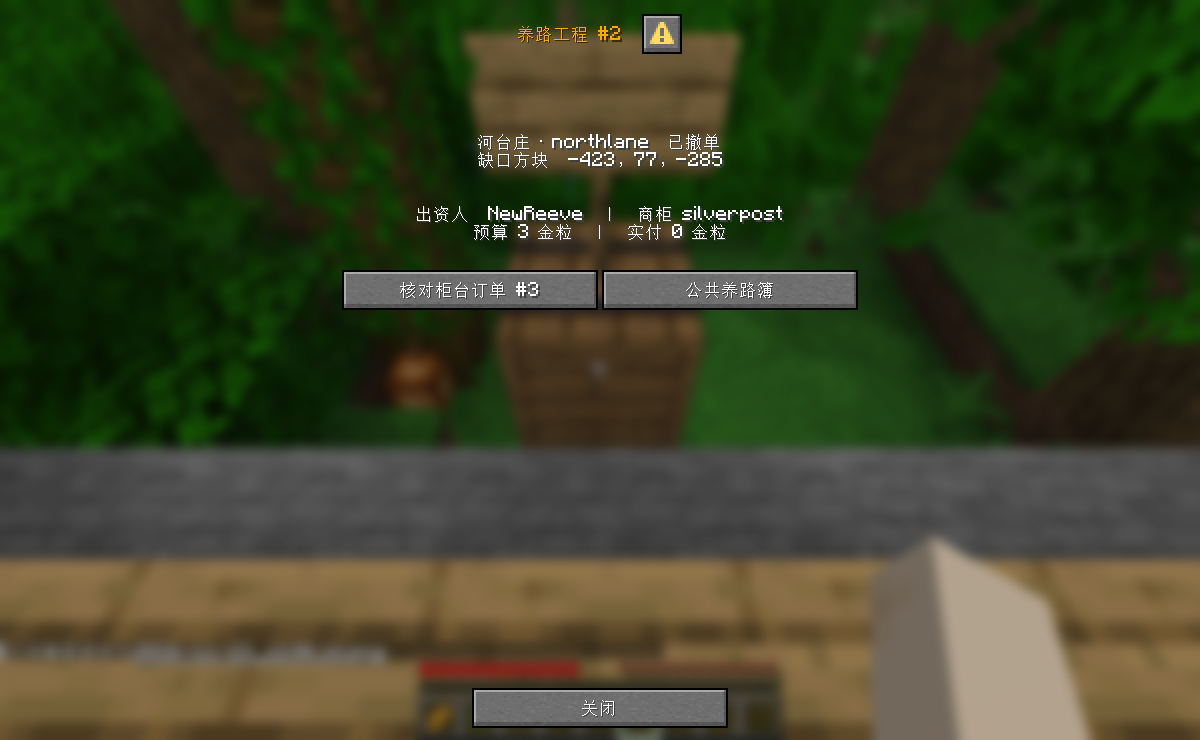 养路工程 #2
河台庄 · northlane 已撤单
缺口方块 -423, 77, -285
出资人 NewReeve | 商柜 silverpost
预算 3 金粒 | 实付 0 金粒
核对柜台订单 #3
公共养路簿
关闭